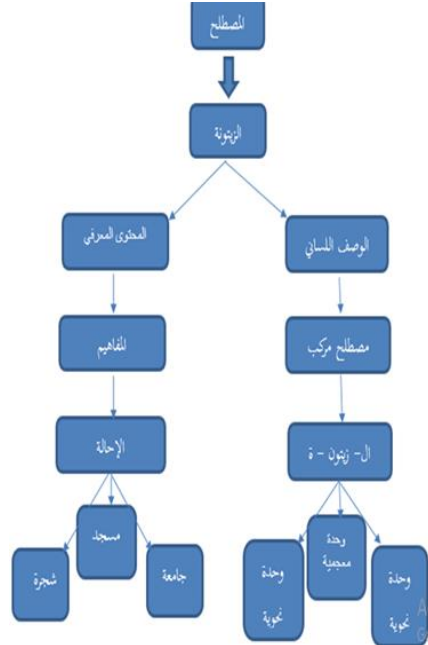 المصطلح
الزيتونة
الوصف اللساني
المحتوى المعرفي
مصطلح مركب
المفاهيم
ال- زيتون - ة
الإحالة
وحدة
معجمية
مسجد
وحدة
نحوية
وحدة
نحوية
جامعة
شجرة